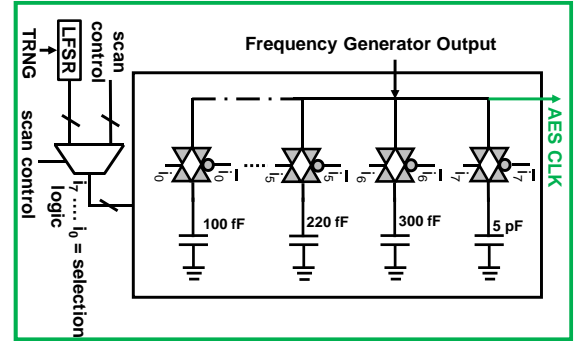 TRNG
LFSR
scan
control
Frequency Generator Output
AES CLK
scan control
i7 .... i0 = selection
logic
i0
i0
.....
i5
i5
i6
i6
i7
i7
100 fF
220 fF
300 fF
5 pF